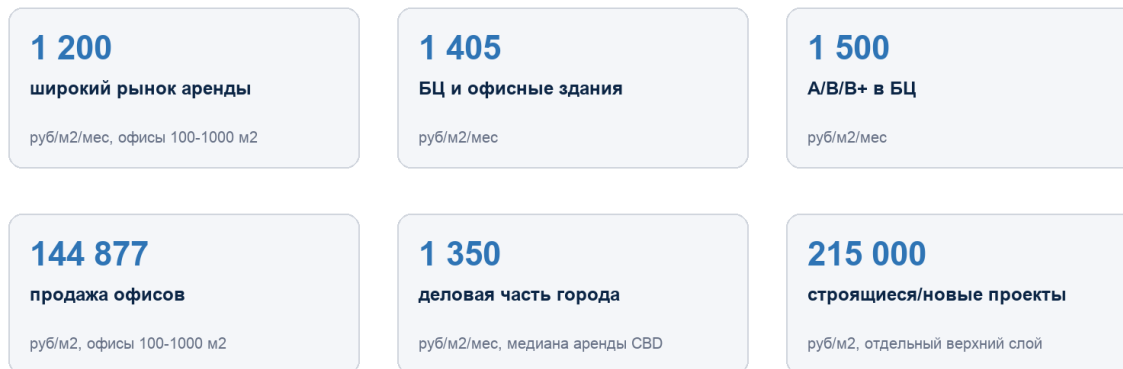 1 200
широкий рынок аренды
руб/м2/мес, офисы 100-1000 м2
1 405
БЦ и офисные здания
руб/м2/мес
1 500
A/B/B+ в БЦ
руб/м2/мес
144 877
продажа офисов
руб/м2, офисы 100-1000 м2
1 350
деловая часть города
руб/м2/мес, медиана аренды CBD
215 000
строящиеся/новые проекты
руб/м2, отдельный верхний слой